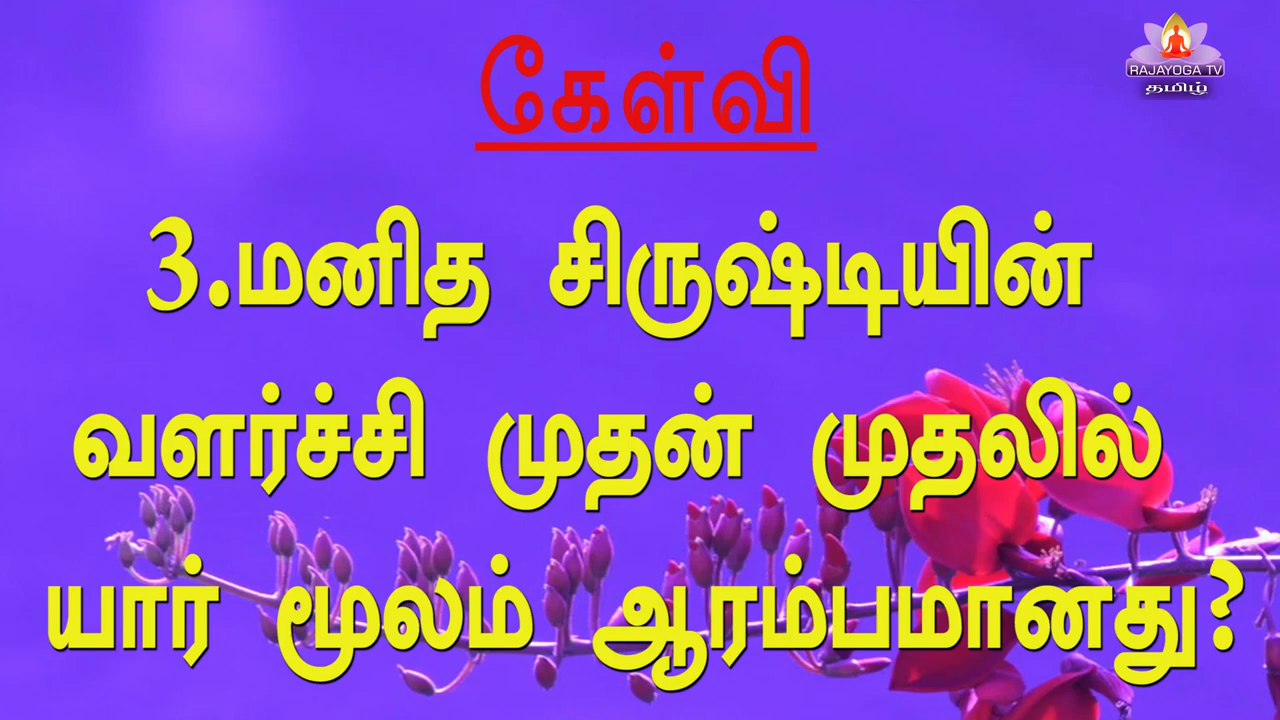 கேள்வி
RAJAYOGA TV
தமிழ்
3.மனித சிருஷ்டியின்
வளர்ச்சி முதன் முதலில்
யார் மூலம் ஆரம்பமானது?